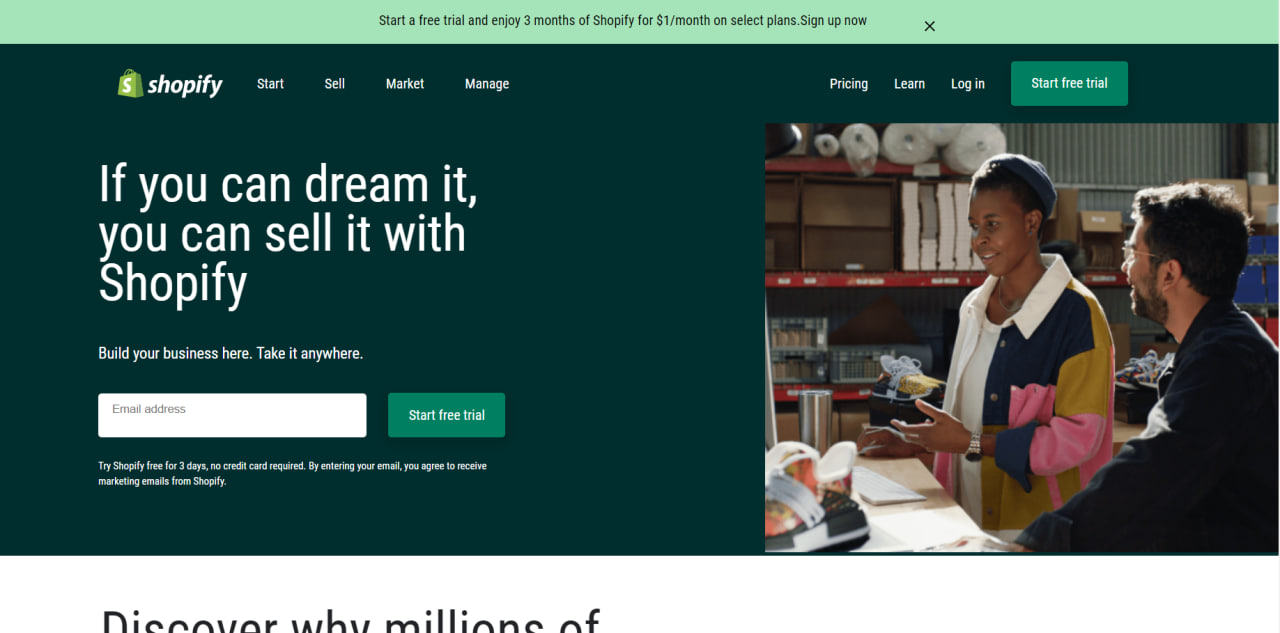 Start a free trial and enjoy 3 months of Shopify for $1/month on select plans.Sign up now
shopify Start Sell Market Manage Pricing Learn Log in Start free trial
If you can dream it,
you can sell it with
Shopify
Build your business here. Take it anywhere.
Email address Start free trial
Try Shopify free for 3 days, no credit card required. By entering your email, you agree to receive
marketing emails from Shopify.
Discover why millions of